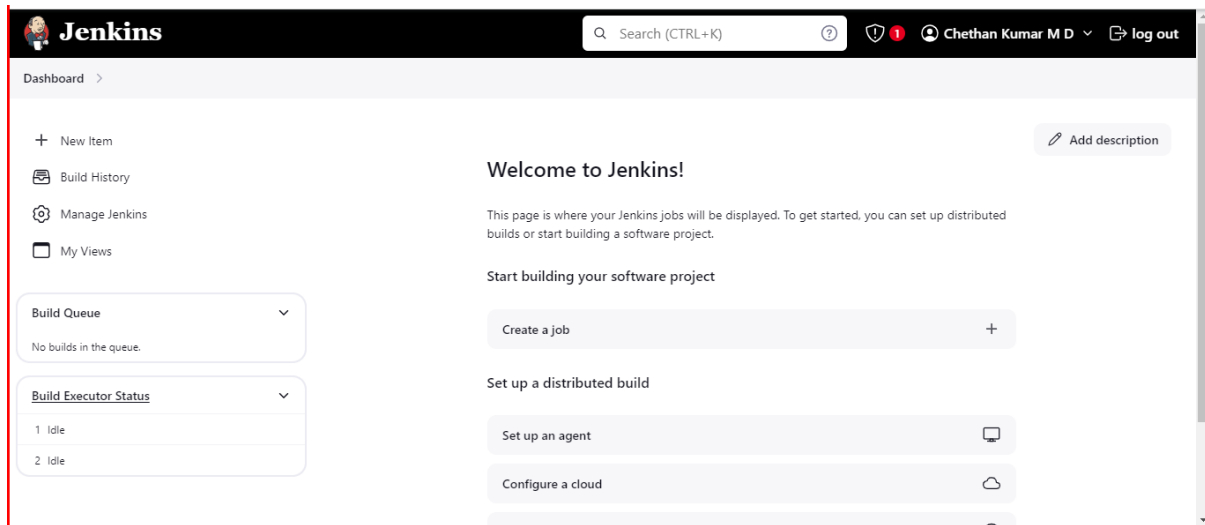 Jenkins
Search (CTRL+K)
?
1
Chethan Kumar M D
log out
Dashboard
New Item
Build History
Manage Jenkins
My Views
Build Queue
No builds in the queue.
Build Executor Status
1 Idle
2 Idle
Add description
Welcome to Jenkins!
This page is where your Jenkins jobs will be displayed. To get started, you can set up distributed
builds or start building a software project.
Start building your software project
Create a job
Set up a distributed build
Set up an agent
Configure a cloud